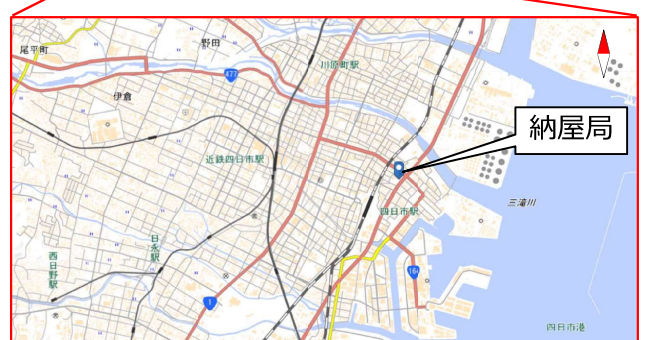 尾平町
野田
川原町駅
477
伊倉
納屋局
近鉄四日市駅
三滝川
四日市駅
日永駅
西日野駅
164
1
四日市港